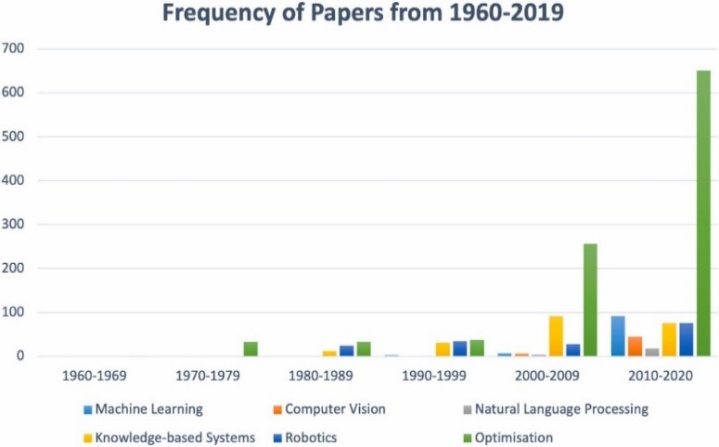 Frequency of Papers from 1960-2019
700
600
500
400
300
200
100
0
1960-1969 1970-1979 1980-1989 1990-1999 2000-2009 2010-2020
Machine Learning Computer Vision Natural Language Processing
Knowledge-based Systems Robotics Optimisation